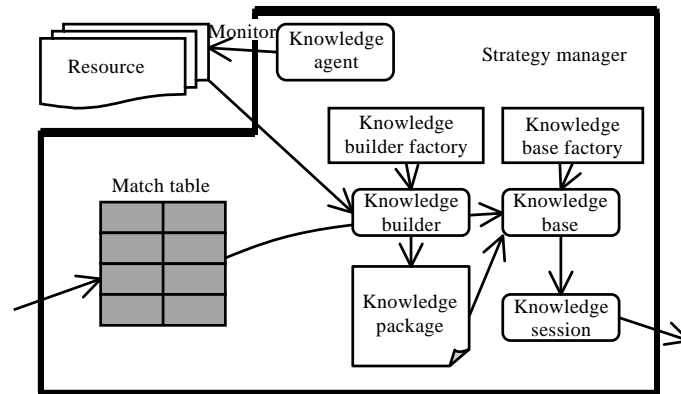 Monitor
Knowledge
agent
Resource
Strategy manager
Knowledge
builder factory
Knowledge
base factory
Match table
Knowledge
builder
Knowledge
base
Knowledge
package
Knowledge
session